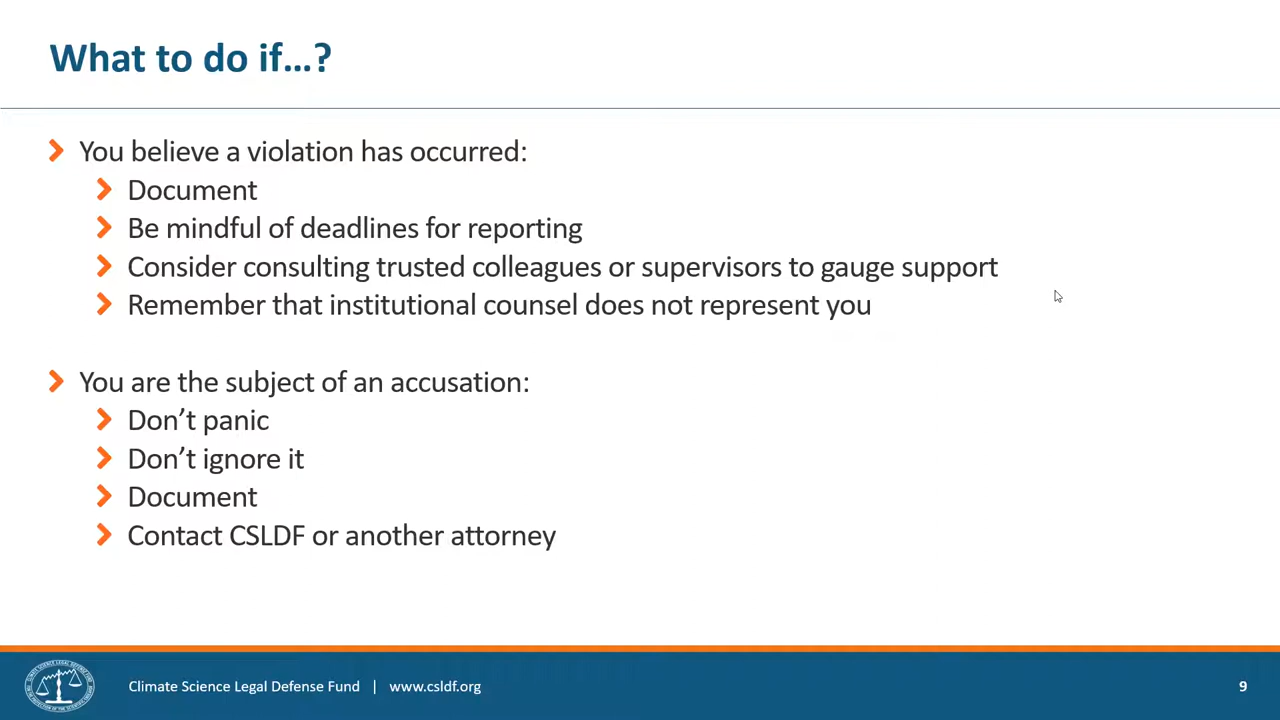 What to do if…?
You believe a violation has occurred:
Document
Be mindful of deadlines for reporting
Consider consulting trusted colleagues or supervisors to gauge support
Remember that institutional counsel does not represent you
You are the subject of an accusation:
Don’t panic
Don’t ignore it
Document
Contact CSLDF or another attorney
Climate Science Legal Defense Fund | www.csldf.org
9